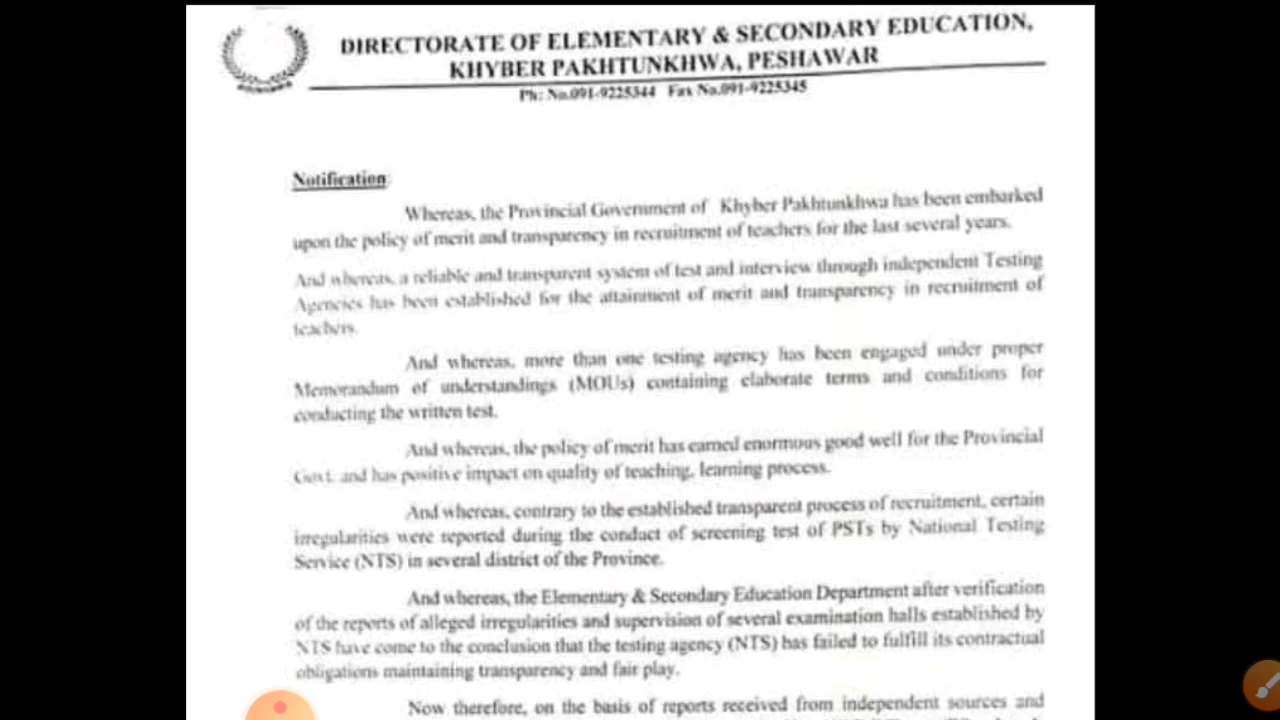 DIRECTORATE OF ELEMENTARY & SECONDARY EDUCATION,
KHYBER PAKHTUNKHWA, PESHAWAR
Ph: No.091-9225344 Fax No.091-9225345
Notification
Whereas, the Provincial Government of Khyber Pakhtunkhwa has been embarked
upon the policy of merit and transparency in recruitment of teachers for the last several years.
And whereas, a reliable and transparent system of test and interview through independent Testing
Agencies has been established for the attainment of merit and transparency in recruitment of
teachers.
And whereas, more than one testing agency has been engaged under proper
Memorandum of understandings (MOUs) containing elaborate terms and conditions for
conducting the written test.
And whereas, the policy of merit has earned enormous good well for the Provincial
Govt. and has positive impact on quality of teaching, learning process.
And whereas, contrary to the established transparent process of recruitment, certain
irregularities were reported during the conduct of screening test of PSTs by National Testing
Service (NTS) in several district of the Province.
And whereas, the Elementary & Secondary Education Department after verification
of the reports of alleged irregularities and supervision of several examination halls established by
NTS have come to the conclusion that the testing agency (NTS) has failed to fulfill its contractual
obligations maintaining transparency and fair play.
Now therefore, on the basis of reports received from independent sources and